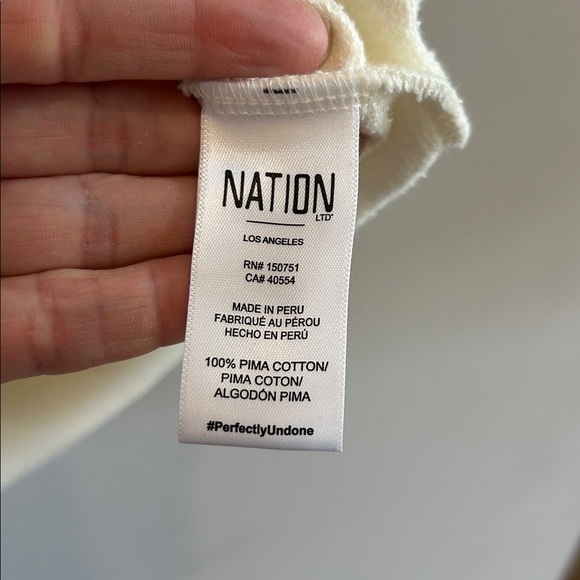 NATION
LTD
LOS ANGELES
RN# 150751
CA# 40554
MADE IN PERU
FABRIQUÉ AU PÉROU
HECHO EN PERÚ
100% PIMA COTTON/
PIMA COTON/
ALGODÓN PIMA
#PerfectlyUndone